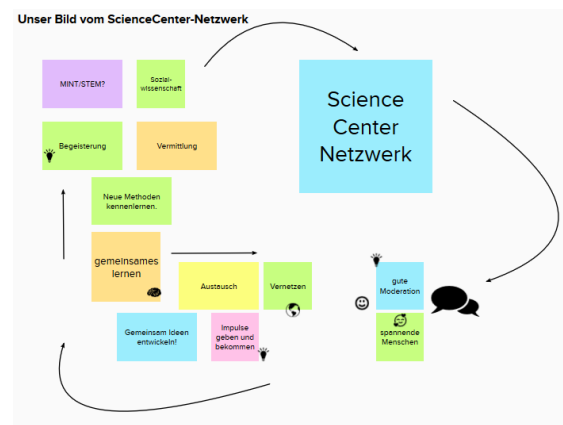 Unser Bild vom ScienceCenter-Netzwerk
MINT/STEM?
Sozial-
wissenschaft
Science
Center
Netzwerk
Begeisterung
Vermittlung
Neue Methoden
kennenlernen.
gemeinsames
lernen
Austausch
Vernetzen
gute
Moderation
Gemeinsam Ideen
entwickeln!
Impulse
geben und
bekommen
spannende
Menschen